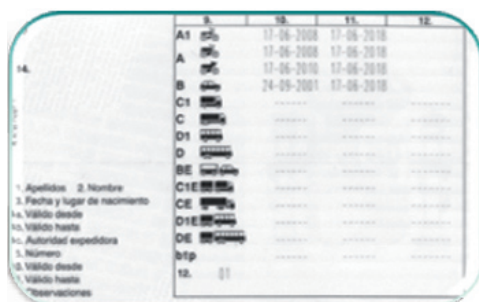 9. 10. 11. 12.
A1 17-06-2008 17-06-2018
17-06-2008 17-06-2018
A
17-06-2010 17-06-2018
14.
B 24-09-2001 17-06-2018
C1 ------ ------ ------
C ------ ------ ------
D1 ------ ------ ------
D ------ ------ ------
BE ------ ------ ------
C1E ------ ------ ------
CE ------ ------ ------
D1E ------ ------ ------
DE ------ ------ ------
btp ------ ------ ------
12. 01
1. Apellidos 2. Nombre
3. Fecha y lugar de nacimiento
4a. Válido desde
4b. Válido hasta
4c. Autoridad expedidora
5. Número
10. Válido desde
11. Válido hasta
12. Observaciones